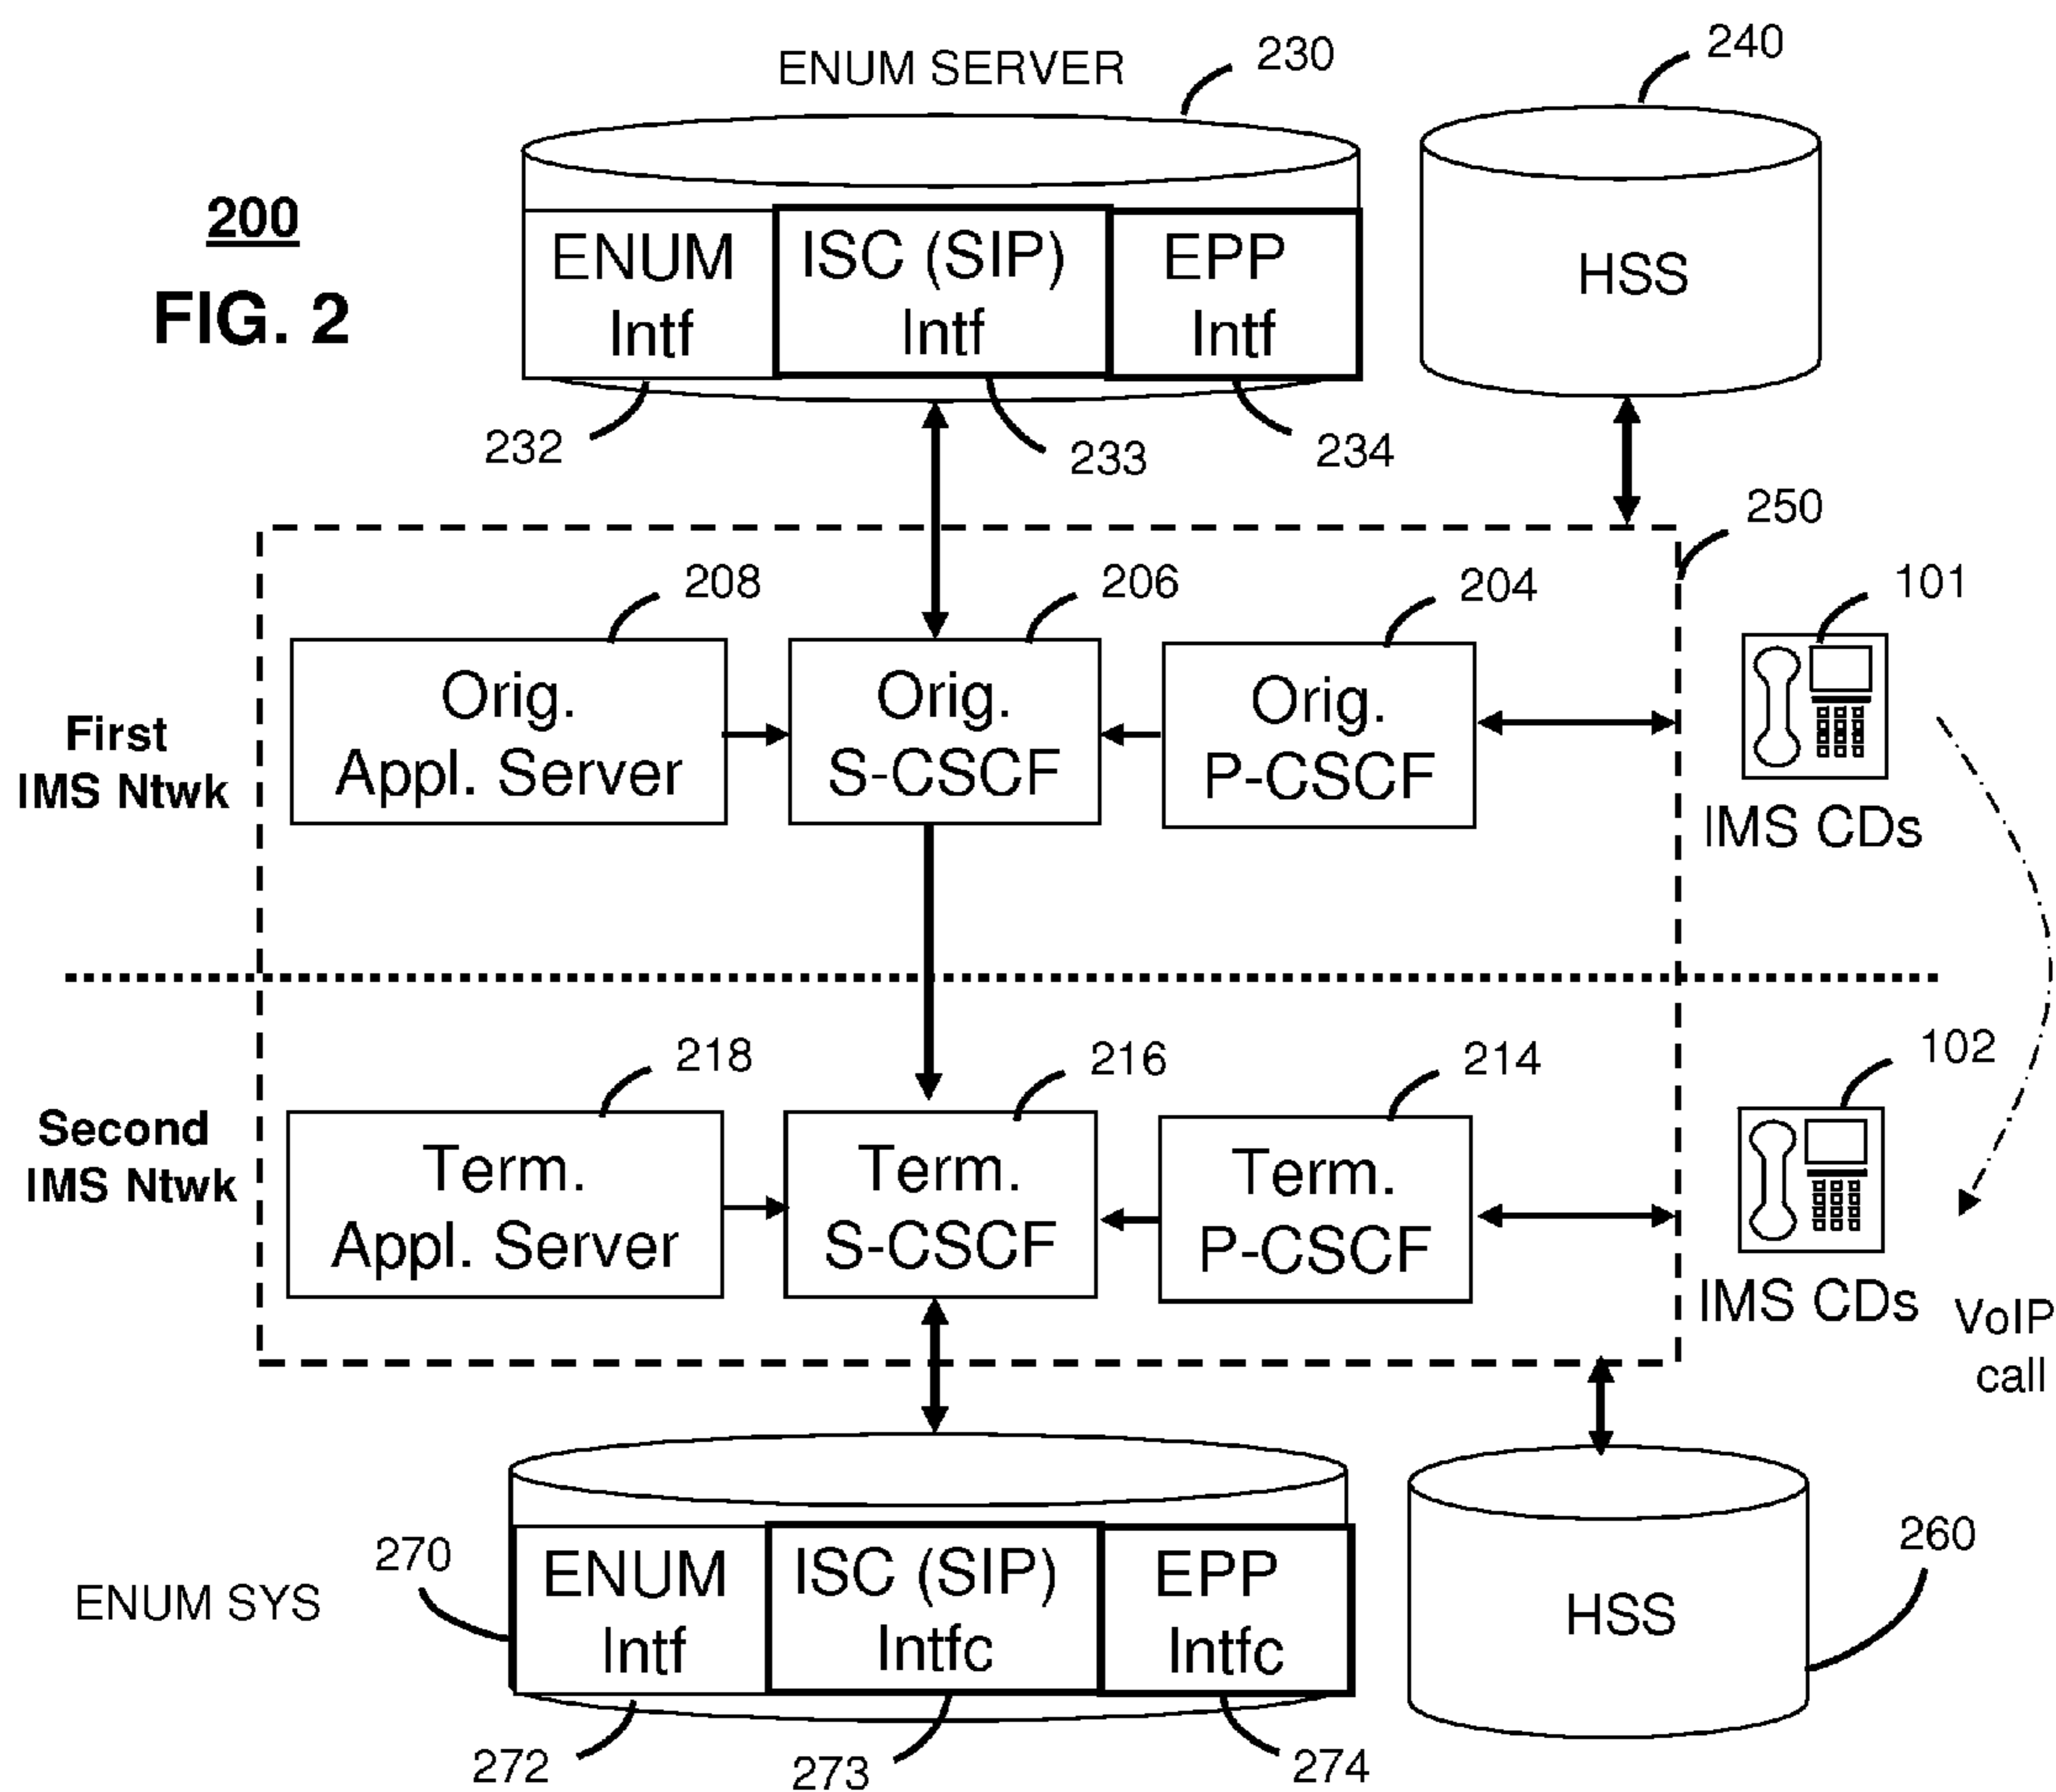 ENUM SERVER
230
240
200
FIG. 2
ENUM
Intf
ISC (SIP)
Intf
EPP
Intf
HSS
232
233
234
250
208
206
204
101
First
IMS Ntwk
Orig.
Appl. Server
Orig.
S-CSCF
Orig.
P-CSCF
IMS CDs
218
216
214
102
Second
IMS Ntwk
Term.
Appl. Server
Term.
S-CSCF
Term.
P-CSCF
IMS CDs
VoIP
call
270
ENUM SYS
ENUM
Intf
ISC (SIP)
Intfc
EPP
Intfc
HSS
260
272
273
274